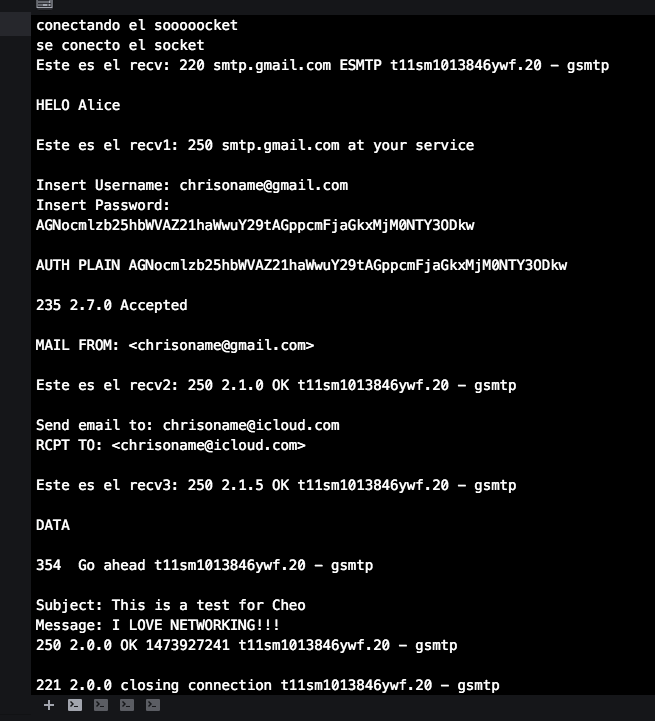 conectando el sooooocket
se conecto el socket
Este es el recv: 220 smtp.gmail.com ESMTP t11sm1013846ywf.20 - gsmtp
HELO Alice
Este es el recv1: 250 smtp.gmail.com at your service
Insert Username: chrisoname@gmail.com
Insert Password:
AGNocmlzb25hbWVAZ21haWwuY29tAGppcmFjaGkxMjM0NTY3ODkw
AUTH PLAIN AGNocmlzb25hbWVAZ21haWwuY29tAGppcmFjaGkxMjM0NTY3ODkw
235 2.7.0 Accepted
MAIL FROM: <chrisoname@gmail.com>
Este es el recv2: 250 2.1.0 OK t11sm1013846ywf.20 - gsmtp
Send email to: chrisoname@icloud.com
RCPT TO: <chrisoname@icloud.com>
Este es el recv3: 250 2.1.5 OK t11sm1013846ywf.20 - gsmtp
DATA
354  Go ahead t11sm1013846ywf.20 - gsmtp
Subject: This is a test for Cheo
Message: I LOVE NETWORKING!!!
250 2.0.0 OK 1473927241 t11sm1013846ywf.20 - gsmtp
221 2.0.0 closing connection t11sm1013846ywf.20 - gsmtp